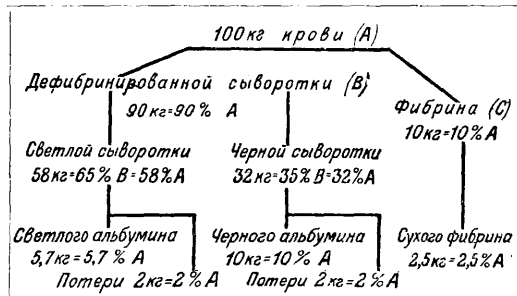 100кг крови (А)
Дефибринированной сыворотки (В)
90кг=90% А
Фибрина (С)
10кг=10% А
Светлой сыворотки
58кг=65% В=58%А
Черной сыворотки
32кг=35% В=32%А
Светлого альбумина
5,7кг=5,7% А
Потери 2кг=2% А
Черного альбумина
10кг=10% А
Потери 2кг=2% А
Сухого фибрина
2,5кг=2,5% А